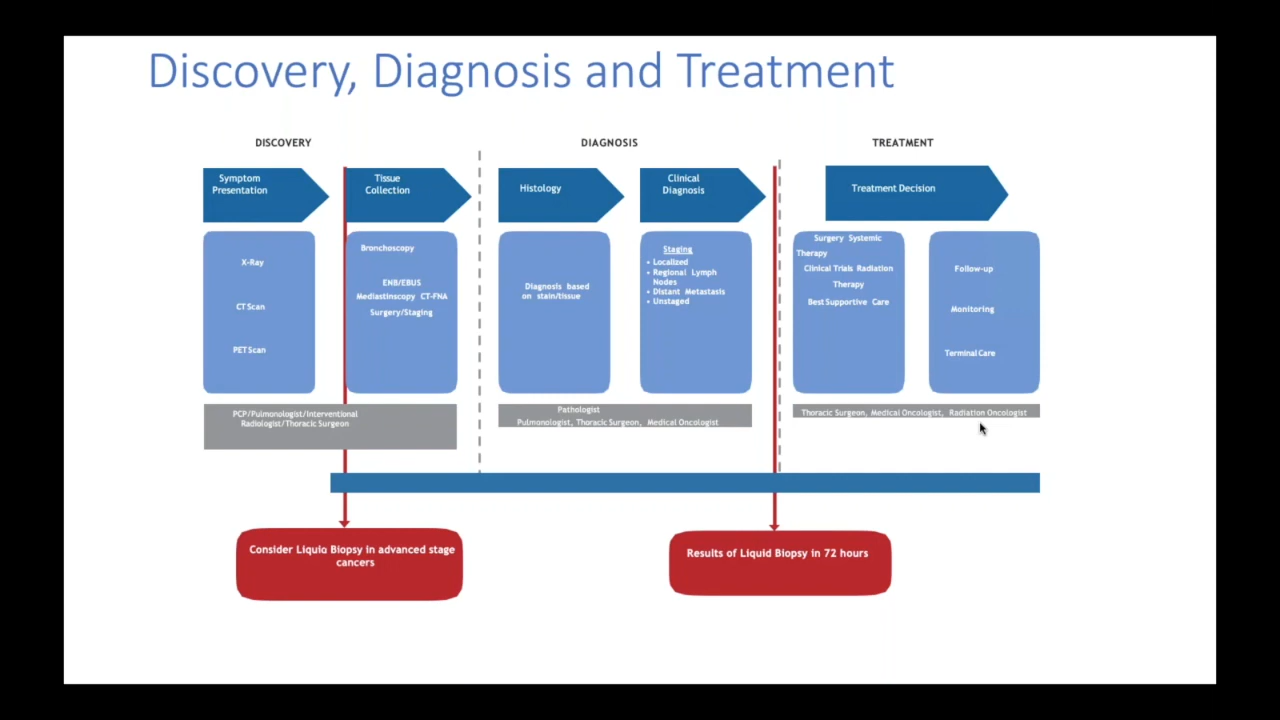 Discovery, Diagnosis and Treatment
DISCOVERY
DIAGNOSIS
TREATMENT
Symptom
Presentation
Tissue
Collection
Histology
Clinical
Diagnosis
Treatment Decision
X-Ray
CT Scan
PET Scan
Bronchoscopy
ENB/EBUS
Mediastinscopy CT-FNA
Surgery/Staging
Diagnosis based
on stain/tissue
Staging
• Localized
• Regional Lymph
Nodes
• Distant Metastasis
• Unstaged
Surgery Systemic
Therapy
Clinical Trials Radiation
Therapy
Best Supportive Care
Follow-up
Monitoring
Terminal Care
PCP/Pulmonologist/Interventional
Radiologist/Thoracic Surgeon
Pathologist
Pulmonologist, Thoracic Surgeon, Medical Oncologist
Thoracic Surgeon, Medical Oncologist, Radiation Oncologist
Consider Liquid Biopsy in advanced stage
cancers
Results of Liquid Biopsy in 72 hours